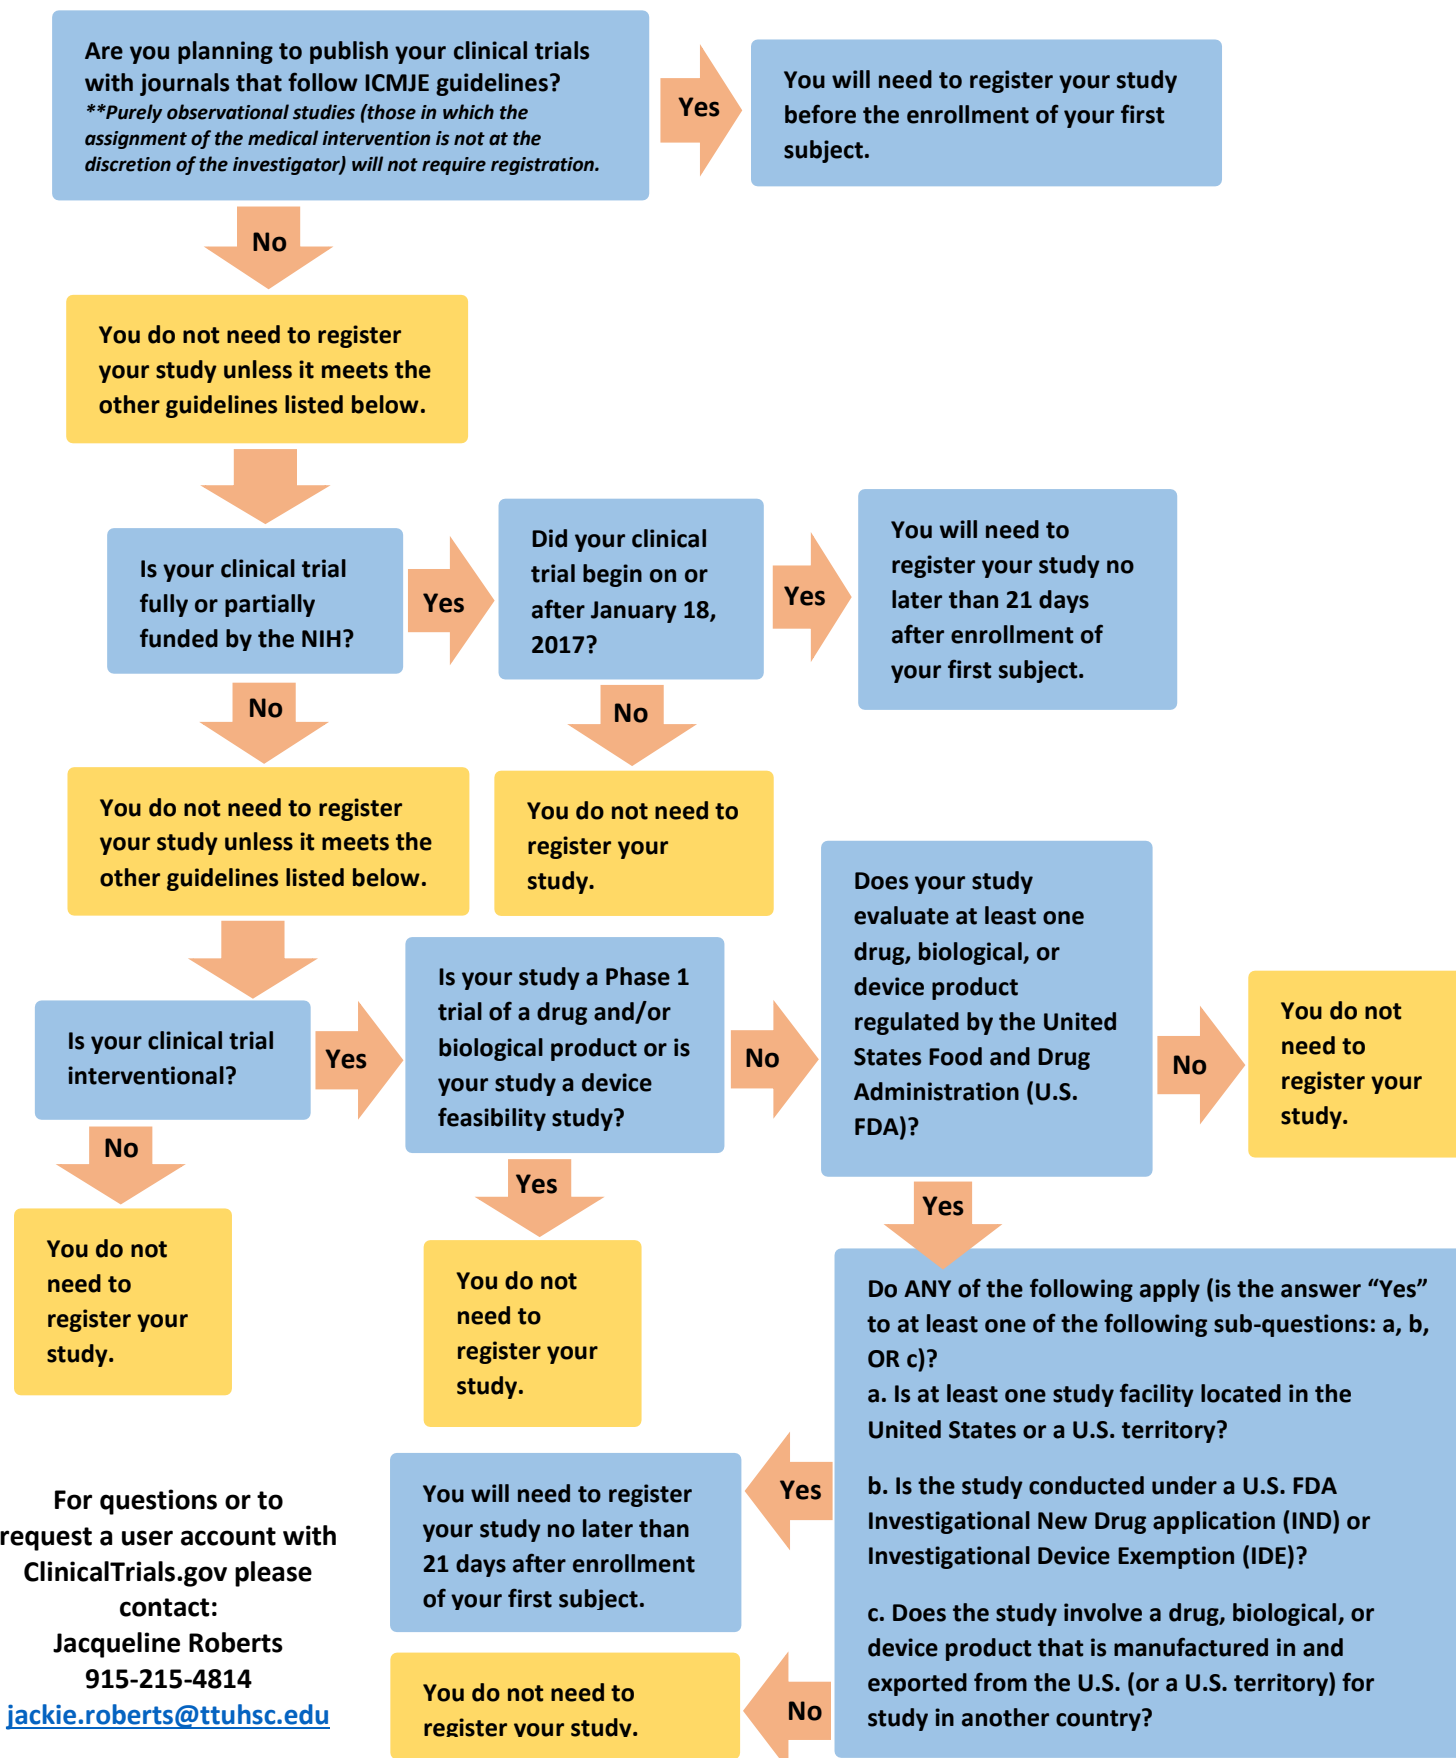 Are you planning to publish your clinical trials
with journals that follow ICMJE guidelines?
**Purely observational studies (those in which the
assignment of the medical intervention is not at the
discretion of the investigator) will not require registration.
Yes
You will need to register your study
before the enrollment of your first
subject.
No
You do not need to register
your study unless it meets the
other guidelines listed below.
Is your clinical trial
fully or partially
funded by the NIH?
Yes
Did your clinical
trial begin on or
after January 18,
2017?
Yes
You will need to
register your study no
later than 21 days
after enrollment of
your first subject.
No
No
You do not need to register
your study unless it meets the
other guidelines listed below.
You do not need to
register your
study.
Is your clinical trial
interventional?
Yes
Is your study a Phase 1
trial of a drug and/or
biological product or is
your study a device
feasibility study?
No
Does your study
evaluate at least one
drug, biological, or
device product
regulated by the United
States Food and Drug
Administration (U.S.
FDA)?
No
You do not
need to
register your
study.
No
Yes
Yes
You do not
need to
register your
study.
You do not
need to
register your
study.
Do ANY of the following apply (is the answer “Yes”
to at least one of the following sub-questions: a, b,
OR c)?
a. Is at least one study facility located in the
United States or a U.S. territory?
b. Is the study conducted under a U.S. FDA
Investigational New Drug application (IND) or
Investigational Device Exemption (IDE)?
c. Does the study involve a drug, biological, or
device product that is manufactured in and
exported from the U.S. (or a U.S. territory) for
study in another country?
Yes
You will need to register
your study no later than
21 days after enrollment
of your first subject.
No
You do not need to
register your study.
For questions or to
request a user account with
ClinicalTrials.gov please
contact:
Jacqueline Roberts
915-215-4814
jackie.roberts@ttuhsc.edu